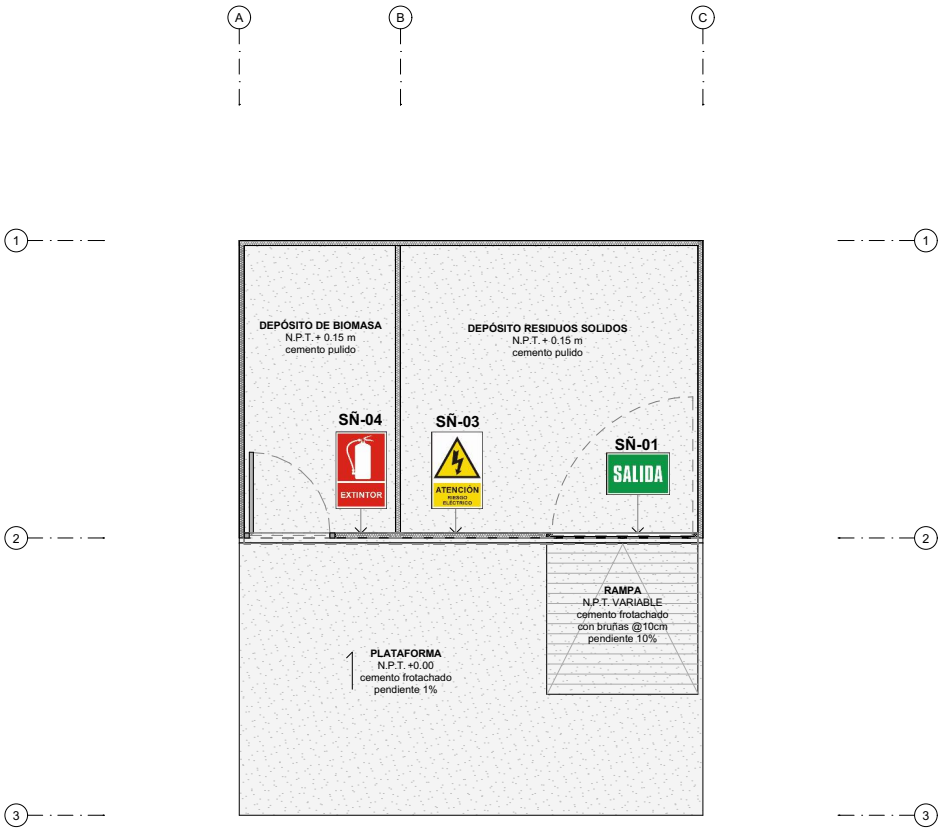 A
B
C
1
1
DEPÓSITO DE BIOMASA
N.P.T. + 0.15 m
cemento pulido
DEPÓSITO RESIDUOS SOLIDOS
N.P.T. + 0.15 m
cemento pulido
SÑ-04
EXTINTOR
SÑ-03
ATENCIÓN
RIESGO
ELÉCTRICO
SÑ-01
SALIDA
2
2
RAMPA
N.P.T. VARIABLE
cemento frotachado
con bruñas @10cm
pendiente 10%
PLATAFORMA
N.P.T. +0.00
cemento frotachado
pendiente 1%
3
3